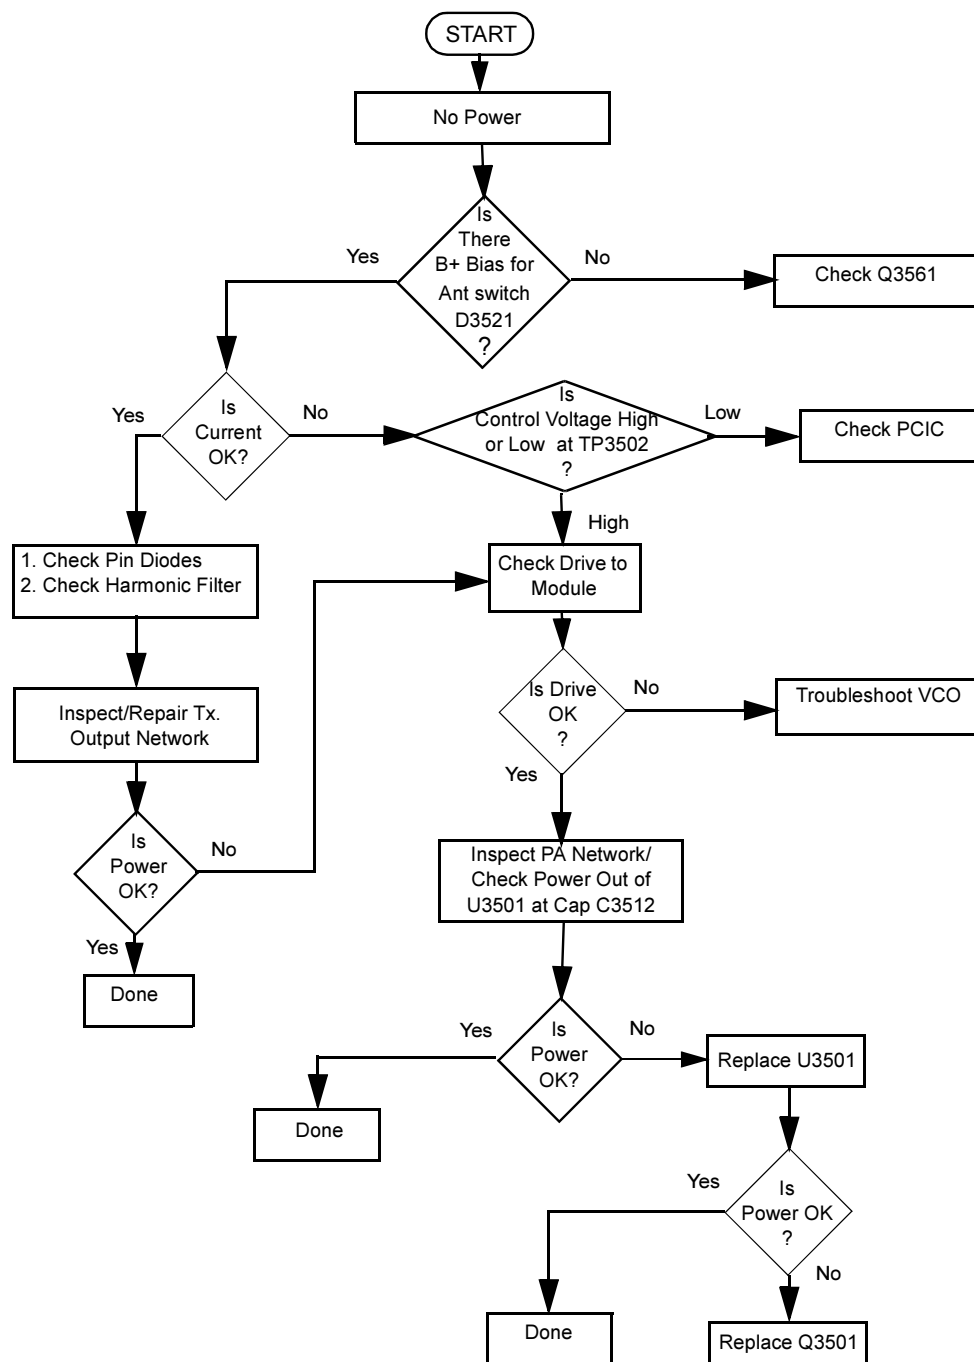 START
No Power
Is
There
B+ Bias for
Ant switch
D3521
?
Yes
No
Check Q3561
Is
Current
OK?
Yes
No
Is
Control Voltage High
or Low at TP3502
?
Low
Check PCIC
High
1. Check Pin Diodes
2. Check Harmonic Filter
Check Drive to
Module
Inspect/Repair Tx.
Output Network
Is Drive
OK
?
No
Troubleshoot VCO
Yes
Is
Power
OK?
No
Yes
Done
Inspect PA Network/
Check Power Out of
U3501 at Cap C3512
Is
Power
OK?
Yes
No
Replace U3501
Done
Is
Power OK
?
Yes
No
Done
Replace Q3501